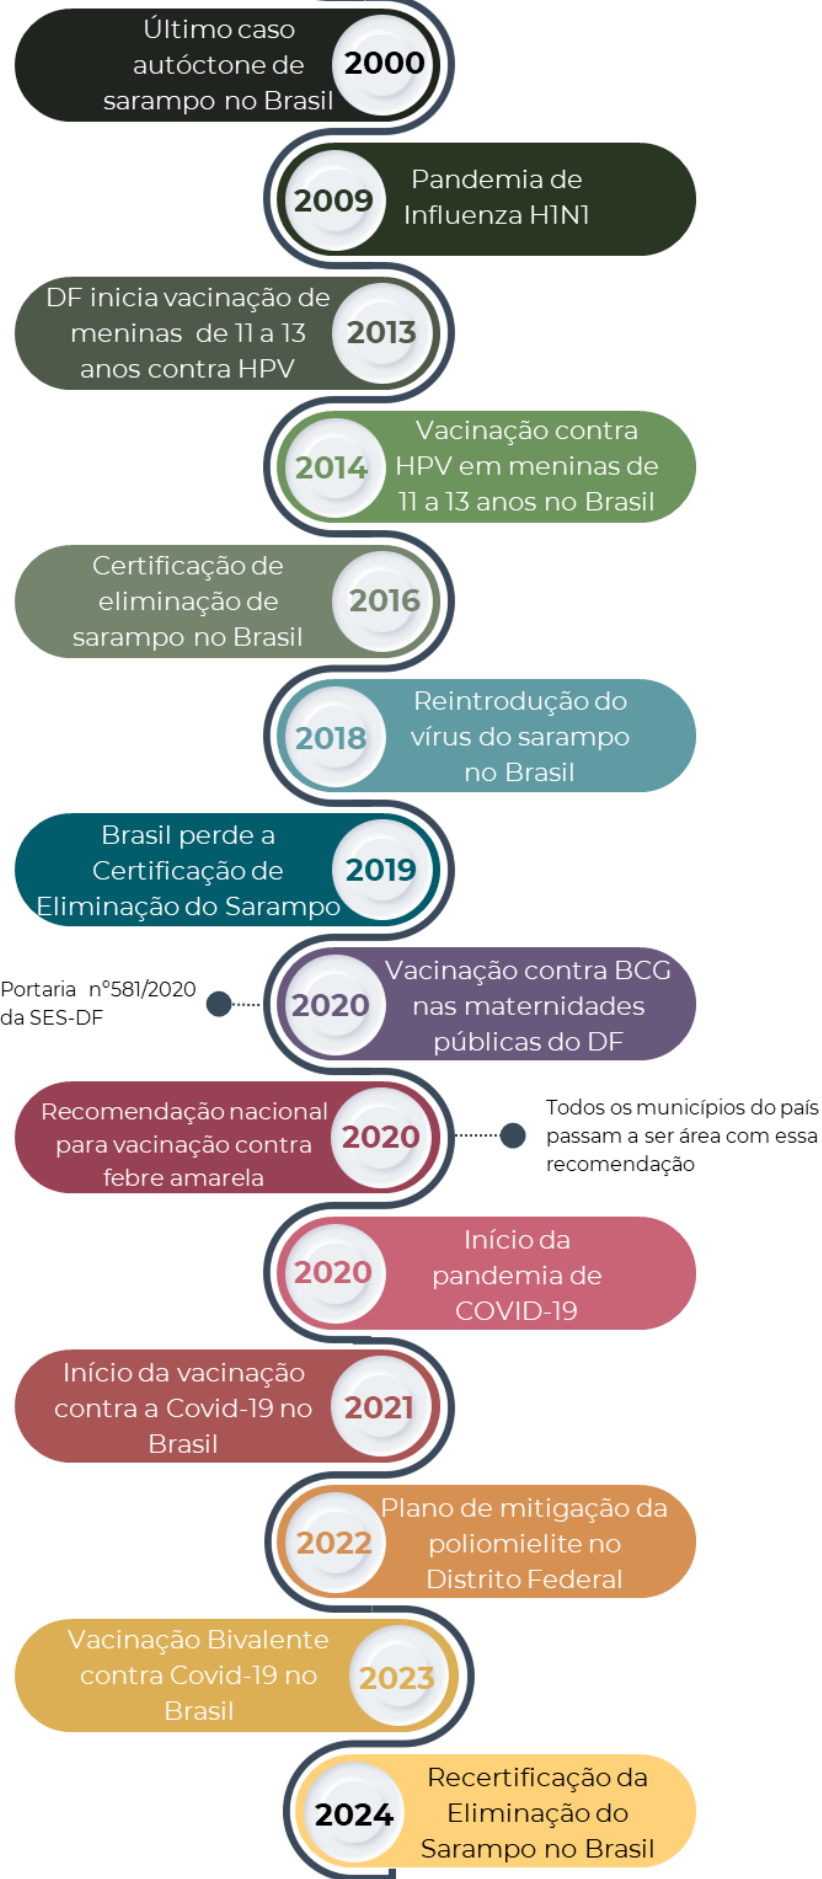 Último caso
autóctone de
sarampo no Brasil
2000
2009
Pandemia de
Influenza H1N1
DF inicia vacinação de
meninas de 11 a 13
anos contra HPV
2013
2014
Vacinação contra
HPV em meninas de
11 a 13 anos no Brasil
Certificação de
eliminação de
sarampo no Brasil
2016
2018
Reintrodução do
vírus do sarampo
no Brasil
Brasil perde a
Certificação de
Eliminação do Sarampo
2019
Portaria nº581/2020
da SES-DF
2020
Vacinação contra BCG
nas maternidades
públicas do DF
Recomendação nacional
para vacinação contra
febre amarela
2020
Todos os municípios do país
passam a ser área com essa
recomendação
2020
Início da
pandemia de
COVID-19
Início da vacinação
contra a Covid-19 no
Brasil
2021
2022
Plano de mitigação da
poliomielite no
Distrito Federal
Vacinação Bivalente
contra Covid-19 no
Brasil
2023
2024
Recertificação da
Eliminação do
Sarampo no Brasil